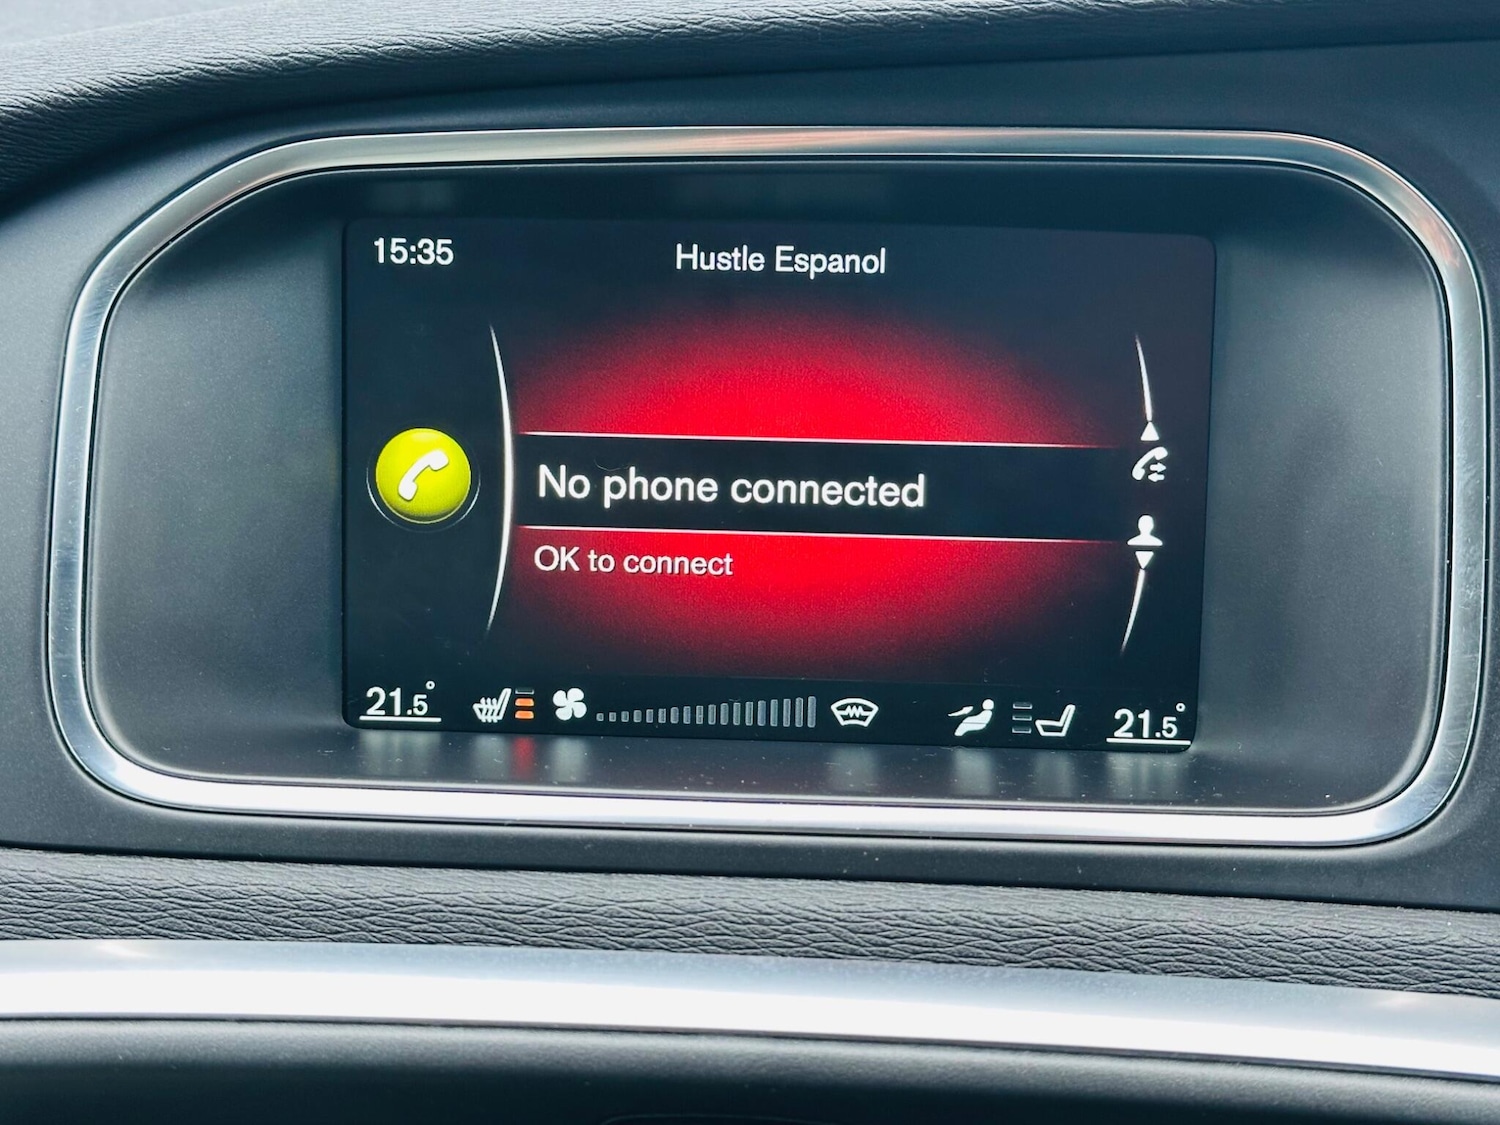 15:35
Hustle Espanol
No phone connected
OK to connect
21.5°
21.5°